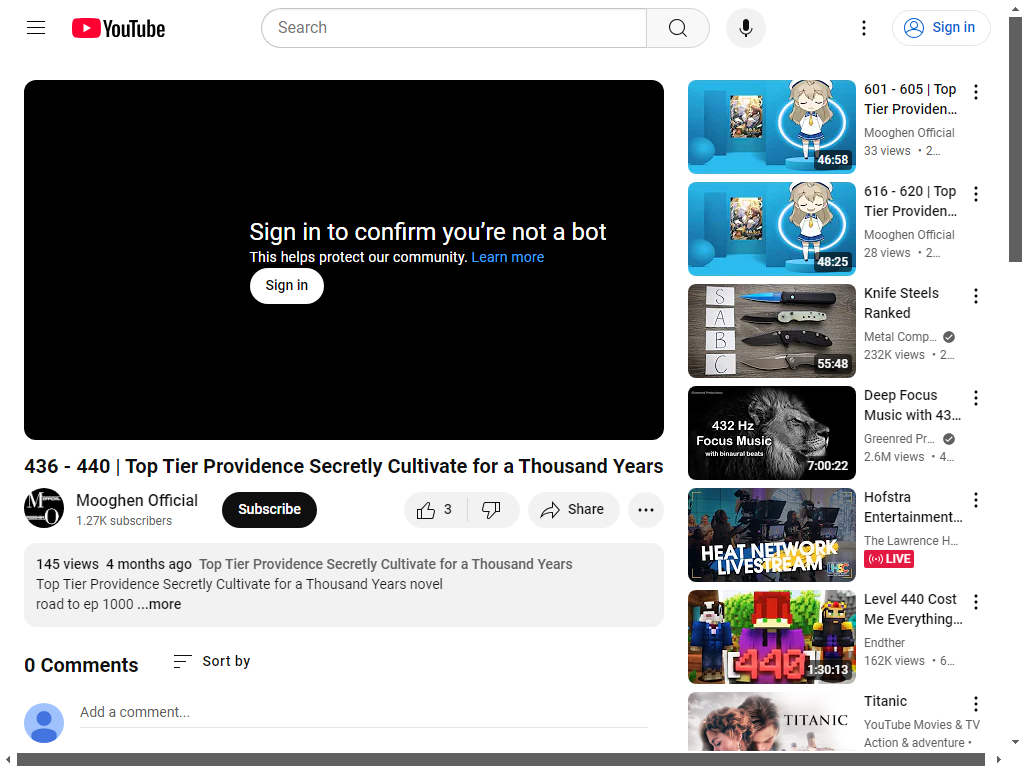 YouTube
Search
Sign in
Sign in to confirm you’re not a bot
This helps protect our community. Learn more
Sign in
436 - 440 | Top Tier Providence Secretly Cultivate for a Thousand Years
Mooghen Official
1.27K subscribers
Subscribe
3
Share
145 views 4 months ago Top Tier Providence Secretly Cultivate for a Thousand Years
Top Tier Providence Secretly Cultivate for a Thousand Years novel
road to ep 1000 ...more
0 Comments
Sort by
Add a comment...
46:58
601 - 605 | Top
Tier Providen...
Mooghen Official
33 views • 2...
48:25
616 - 620 | Top
Tier Providen...
Mooghen Official
28 views • 2...
S
A
B
C
55:48
Knife Steels
Ranked
Metal Comp...
232K views • 2...
432 Hz
Focus Music
with binaural beats
7:00:22
Deep Focus
Music with 43...
Greenred Pr...
2.6M views • 4...
HEAT NETWORK
LIVESTREAM
Hofstra
Entertainment...
The Lawrence H...
LIVE
440
1:30:13
Level 440 Cost
Me Everything...
Endther
162K views • 6...
TITANIC
Titanic
YouTube Movies & TV
Action & adventure •